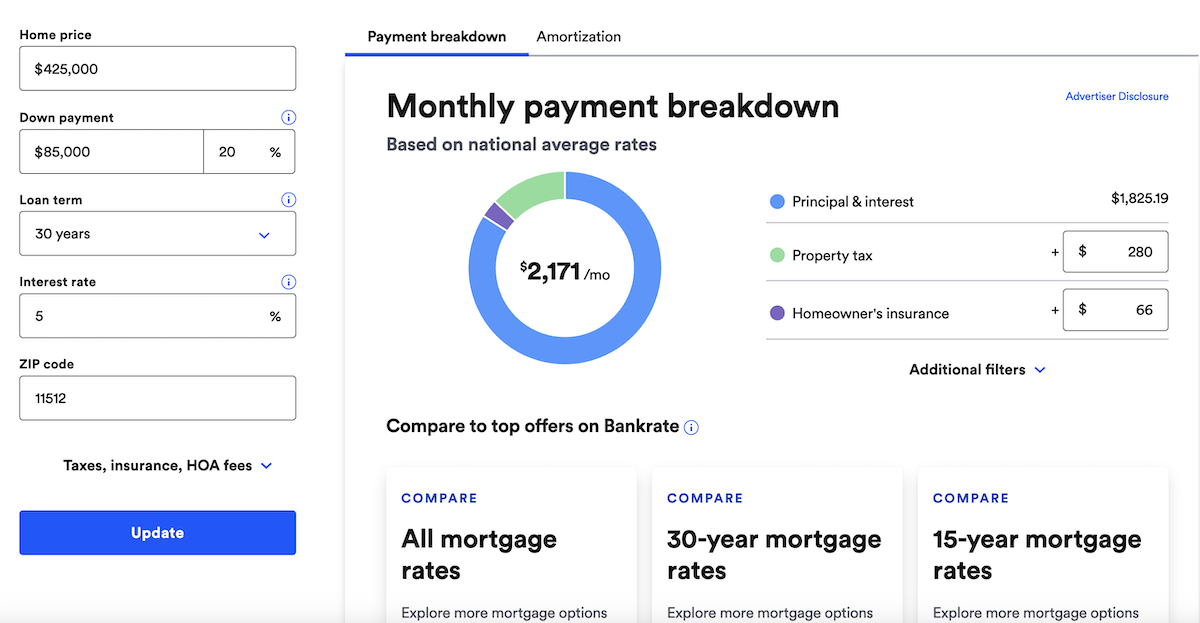 Home price
$425,000
Down payment
$85,000 20 %
Loan term
30 years
Interest rate
5 %
ZIP code
11512
Taxes, insurance, HOA fees
Update
Payment breakdown Amortization
Advertiser Disclosure
Monthly payment breakdown
Based on national average rates
$2,171 /mo
Principal & interest $1,825.19
Property tax + $ 280
Homeowner's insurance + $ 66
Additional filters
Compare to top offers on Bankrate
COMPARE
All mortgage
rates
Explore more mortgage options
COMPARE
30-year mortgage
rates
Explore more mortgage options
COMPARE
15-year mortgage
rates
Explore more mortgage options